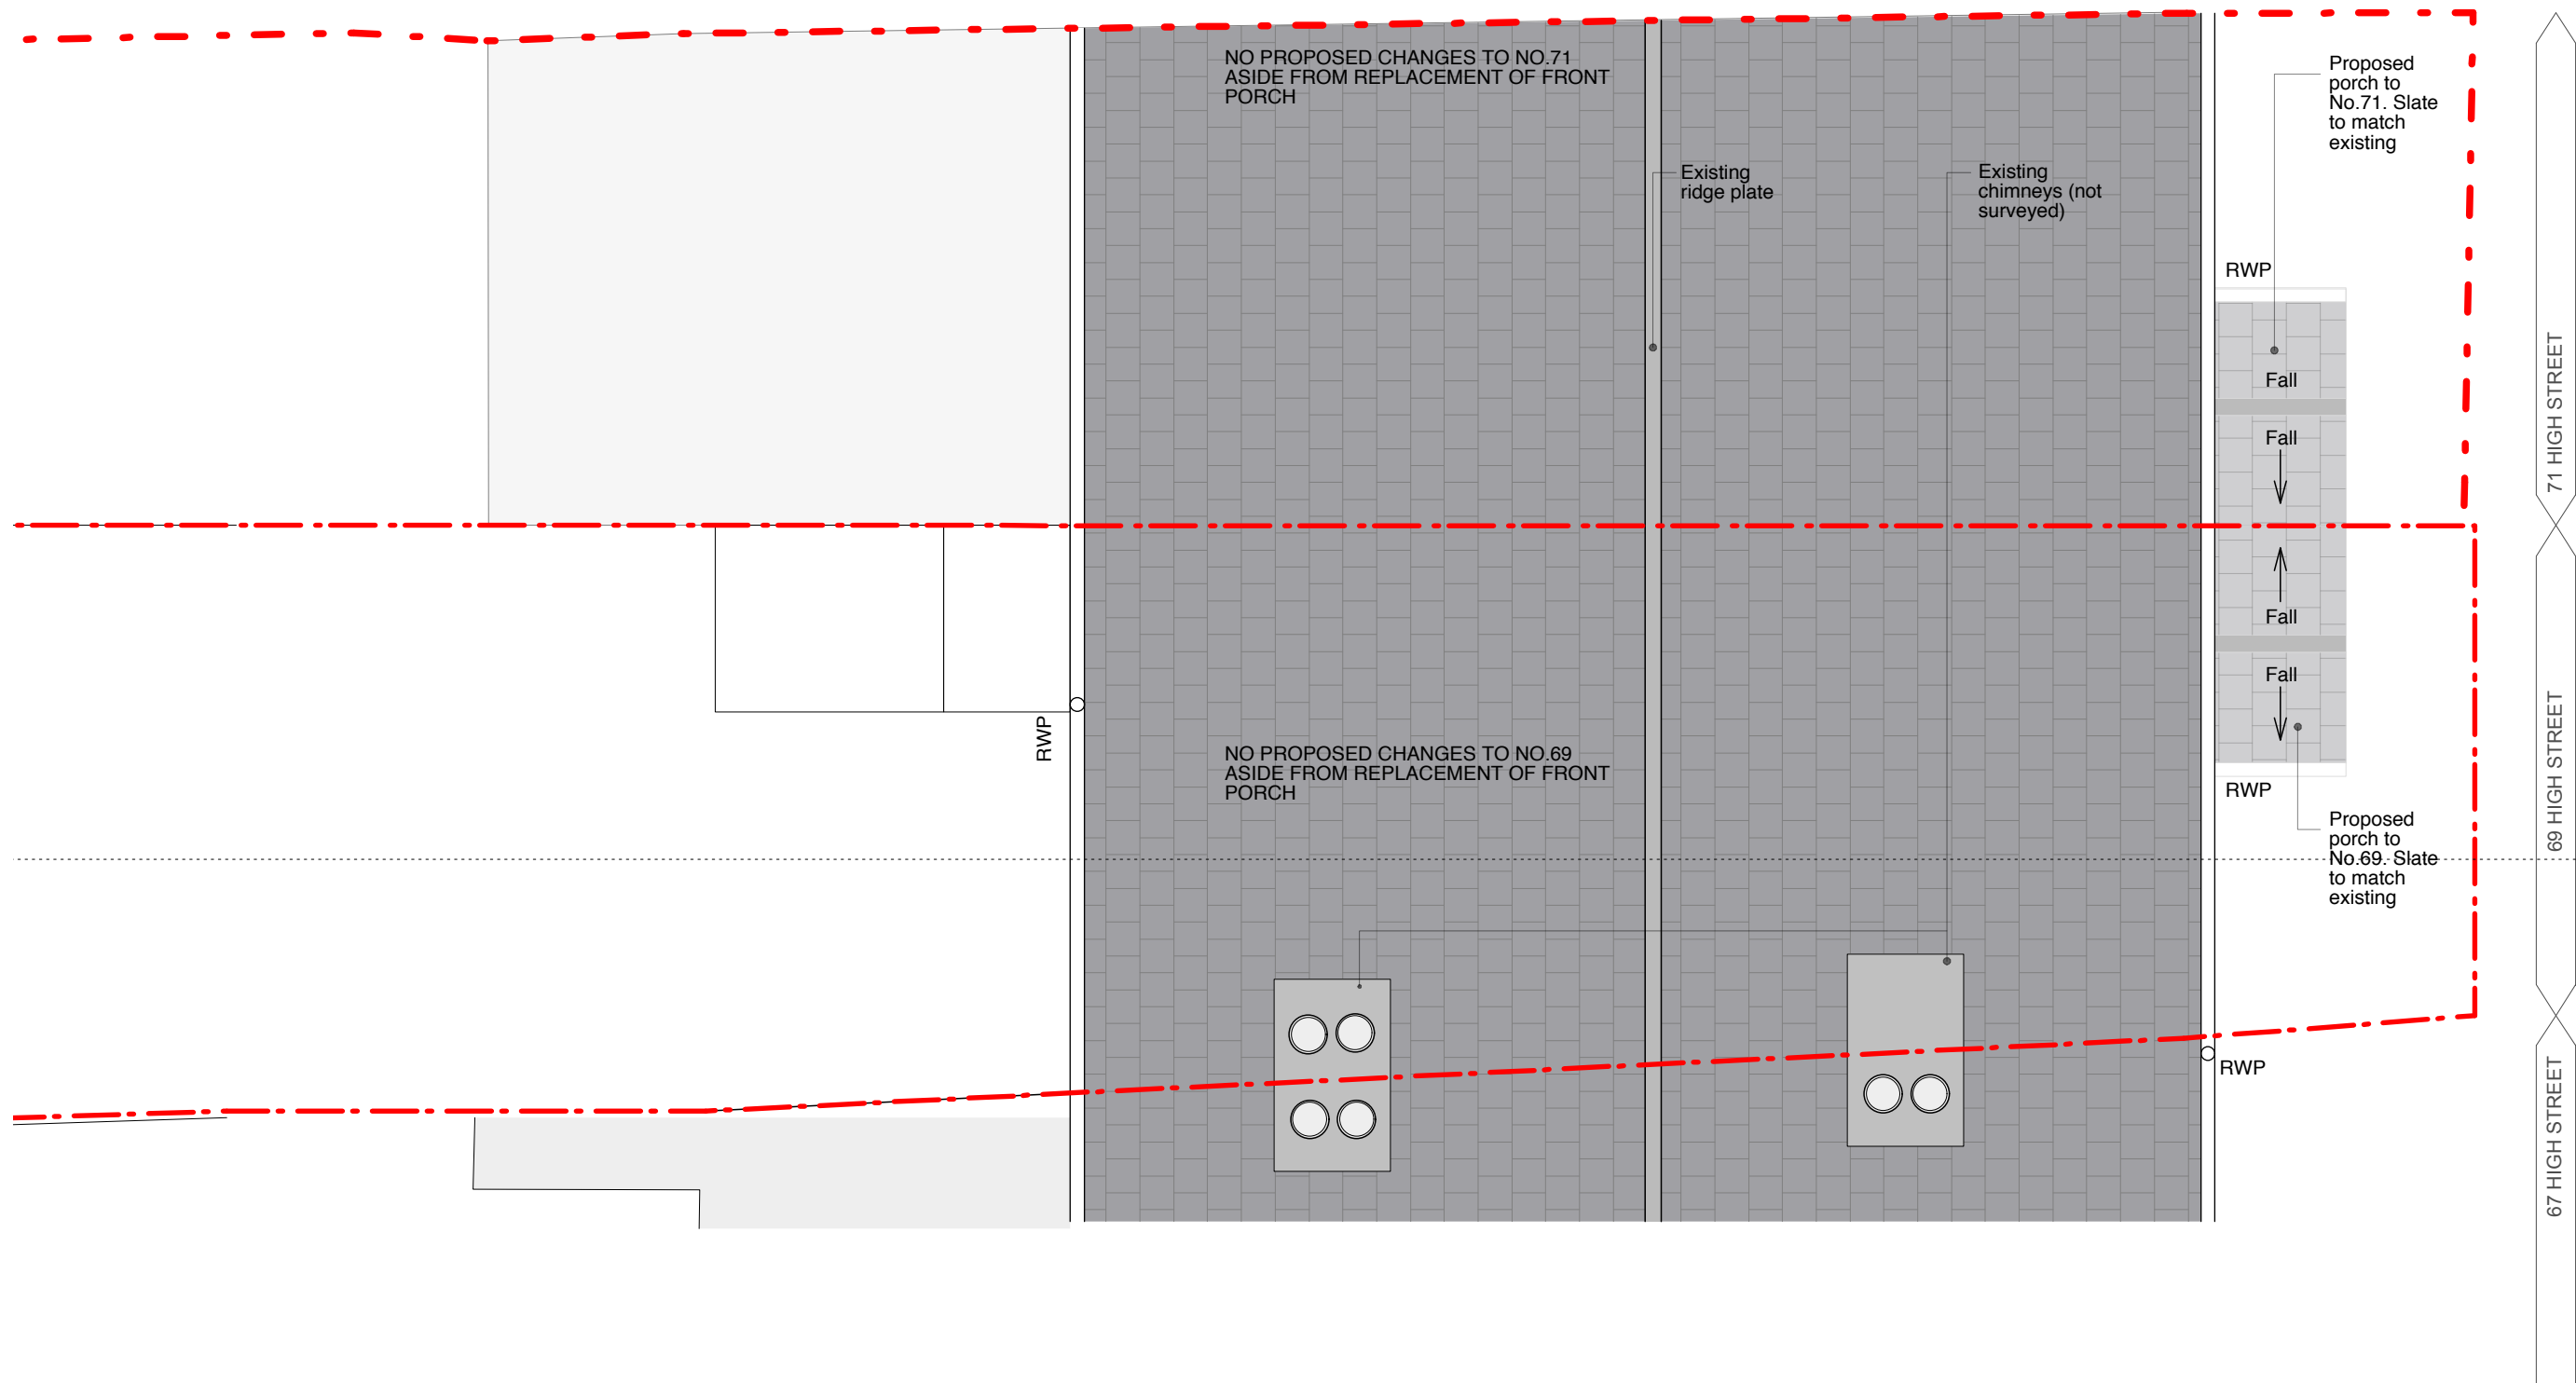 NO PROPOSED CHANGES TO NO.71
ASIDE FROM REPLACEMENT OF FRONT
PORCH
Proposed
porch to
No.71. Slate
to match
existing
Existing
ridge plate
Existing
chimneys (not
surveyed)
RWP
Fall
Fall
71 HIGH STREET
Fall
Fall
RWP
NO PROPOSED CHANGES TO NO.69
ASIDE FROM REPLACEMENT OF FRONT
PORCH
RWP
69 HIGH STREET
Proposed
porch to
No.69. Slate
to match
existing
RWP
67 HIGH STREET